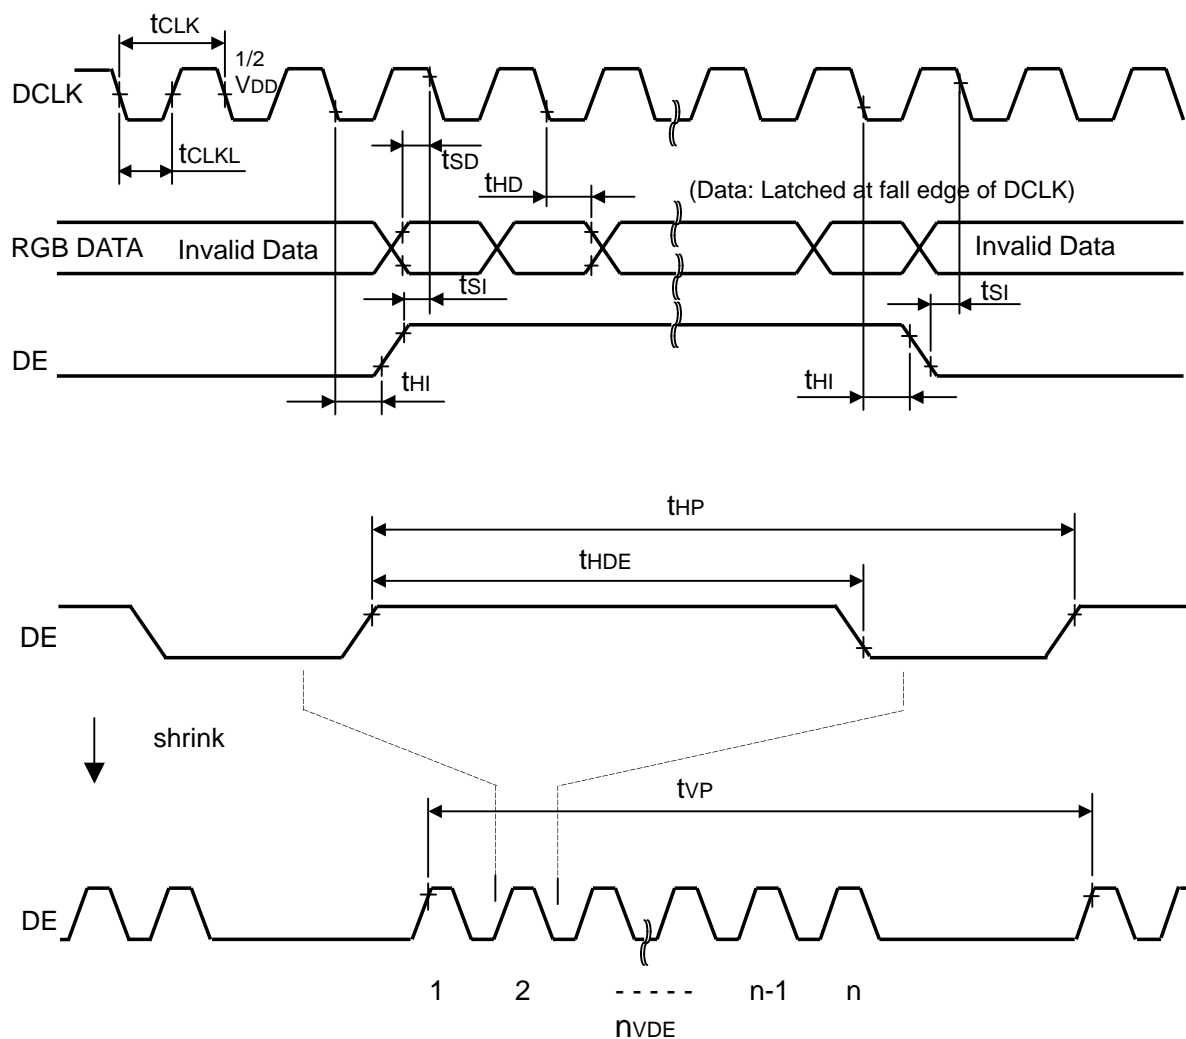 tCLK
1/2
VDD
DCLK
tCLKL
tSD
tHD
(Data: Latched at fall edge of DCLK)
RGB DATA
Invalid Data
Invalid Data
tSI
tSI
DE
tHI
tHI
tHP
tHDE
DE
shrink
tVP
DE
1 2 - - - - - n-1 n
nVDE